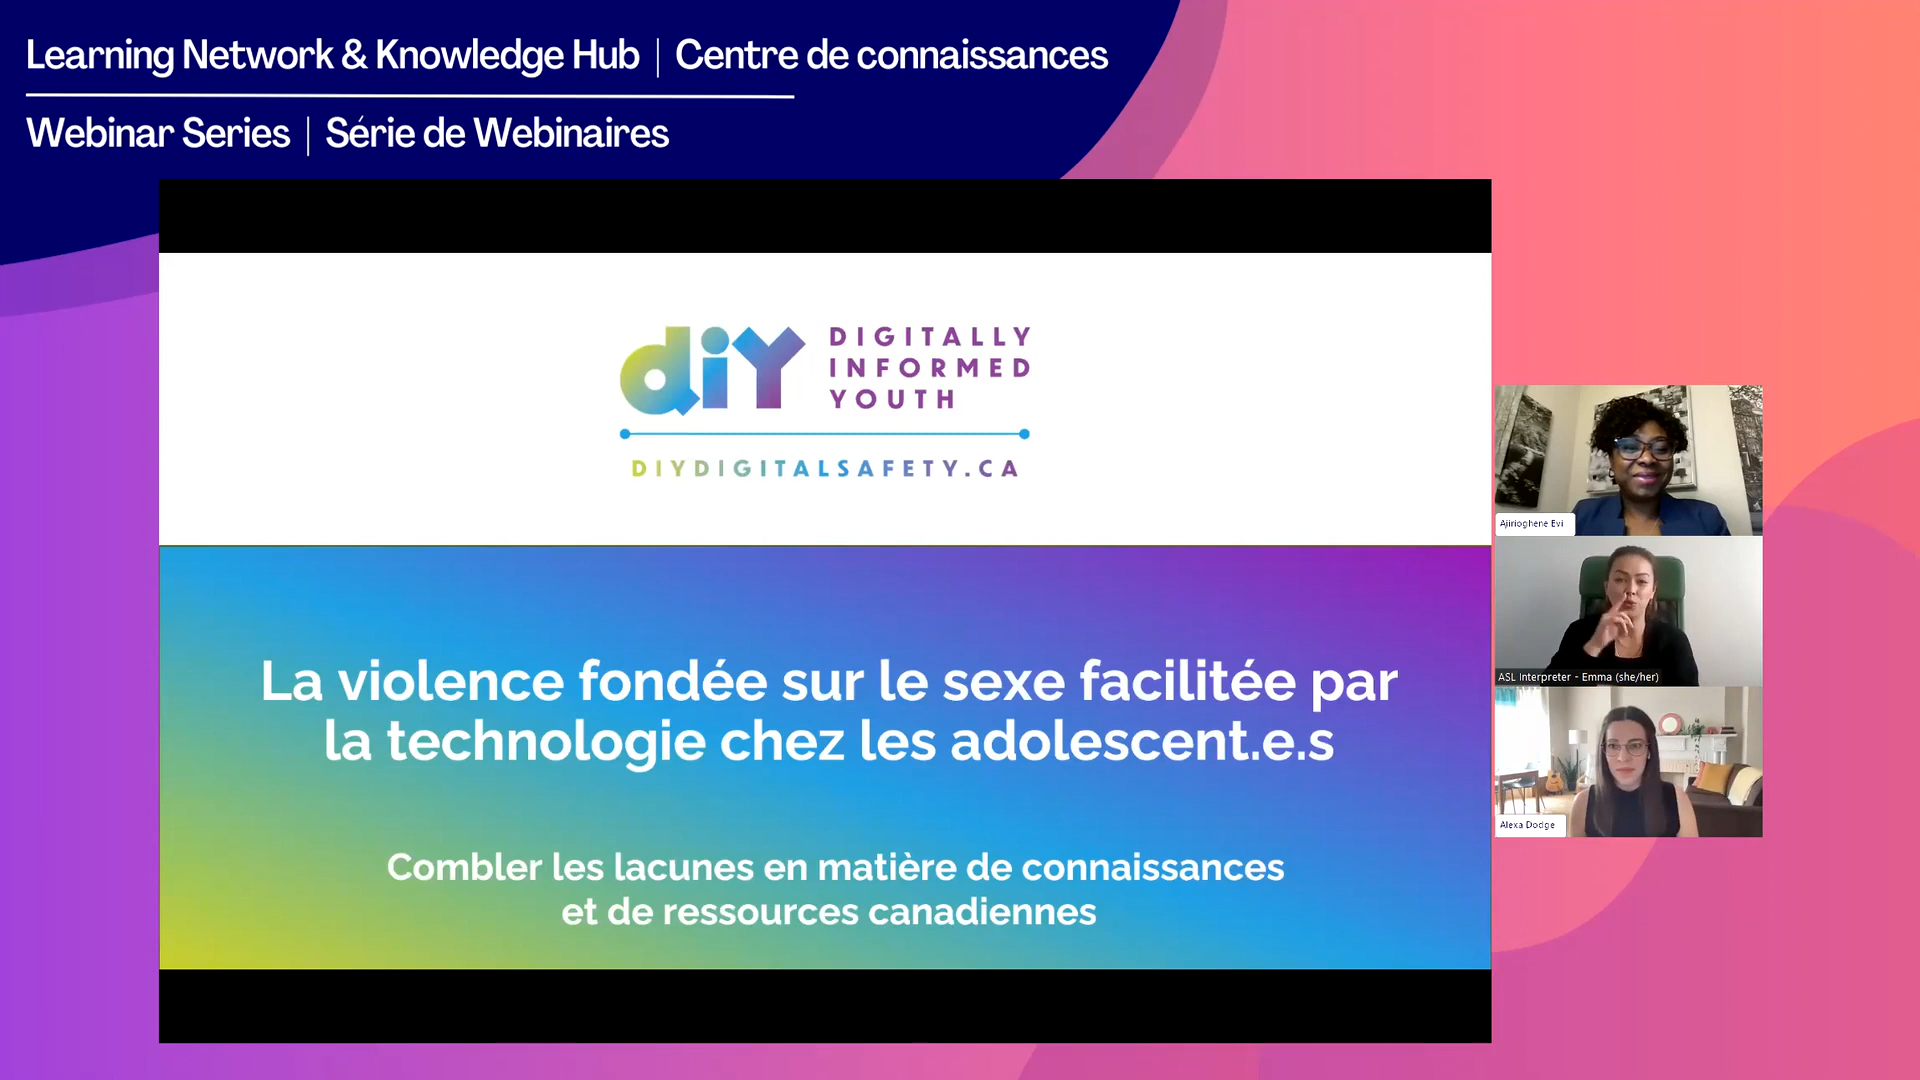 Learning Network & Knowledge Hub | Centre de connaissances
Webinar Series | Série de Webinaires
diY
DIGITALLY
INFORMED
YOUTH
DIYDIGITALSAFETY.CA
La violence fondée sur le sexe facilitée par
la technologie chez les adolescent.e.s
Combler les lacunes en matière de connaissances
et de ressources canadiennes
Ajirioghene Evi
ASL Interpreter - Emma (she/her)
Alexa Dodge